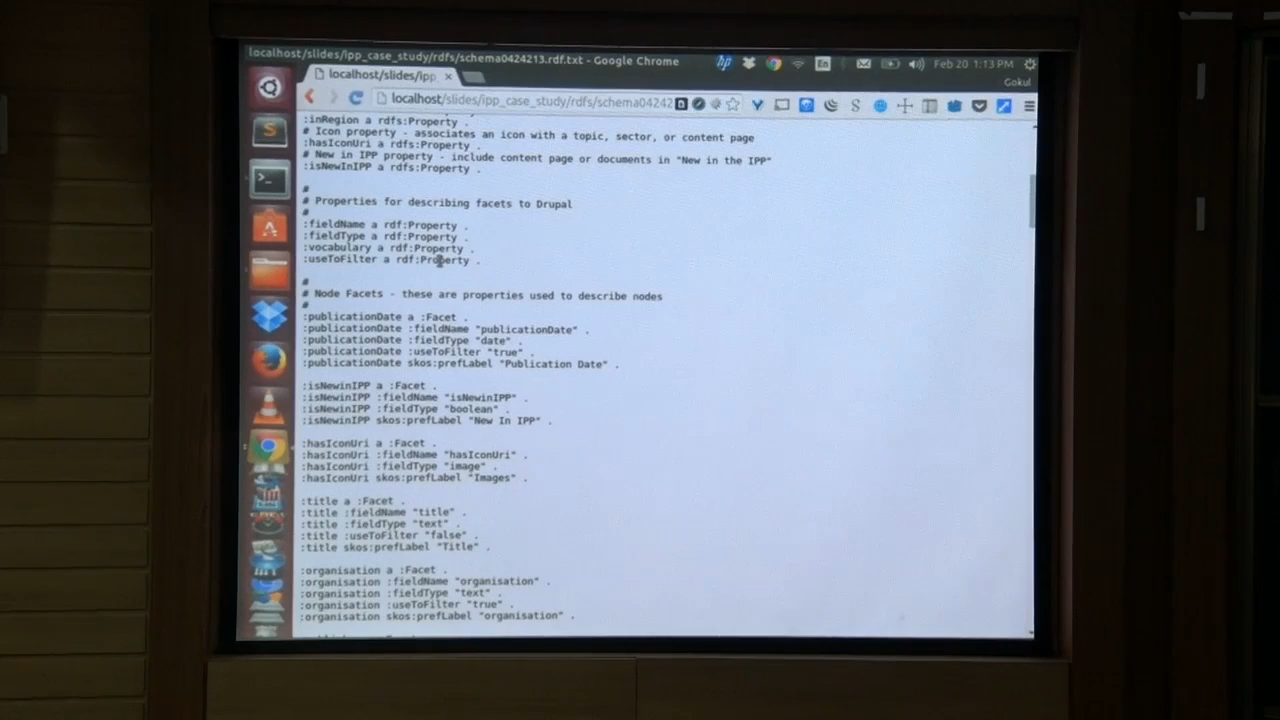 localhost/slides/ipp_case_study/rdfs/schema0424213.rdf.txt - Google Chrome
En
Feb 20 1:13 PM
Gokul
localhost/slides/ipp_
localhost/slides/ipp_case_study/rdfs/schema04242
:inRegion a rdfs:Property .
# Icon property - associates an icon with a topic, sector, or content page
:hasIconUri a rdfs:Property .
# New in IPP property - include content page or documents in "New in the IPP"
:isNewInIPP a rdfs:Property .
#
# Properties for describing facets to Drupal
#
:fieldName a rdf:Property .
:fieldType a rdf:Property .
:vocabulary a rdf:Property .
:useToFilter a rdf:Property .
#
# Node Facets - these are properties used to describe nodes
#
:publicationDate a :Facet .
:publicationDate :fieldName "publicationDate" .
:publicationDate :fieldType "date" .
:publicationDate :useToFilter "true" .
:publicationDate skos:prefLabel "Publication Date" .
:isNewinIPP a :Facet .
:isNewinIPP :fieldName "isNewinIPP" .
:isNewinIPP :fieldType "boolean" .
:isNewinIPP skos:prefLabel "New In IPP" .
:hasIconUri a :Facet .
:hasIconUri :fieldName "hasIconUri" .
:hasIconUri :fieldType "image" .
:hasIconUri skos:prefLabel "Images" .
:title a :Facet .
:title :fieldName "title" .
:title :fieldType "text" .
:title :useToFilter "false" .
:title skos:prefLabel "Title" .
:organisation a :Facet .
:organisation :fieldName "organisation" .
:organisation :fieldType "text" .
:organisation :useToFilter "true" .
:organisation skos:prefLabel "organisation" .